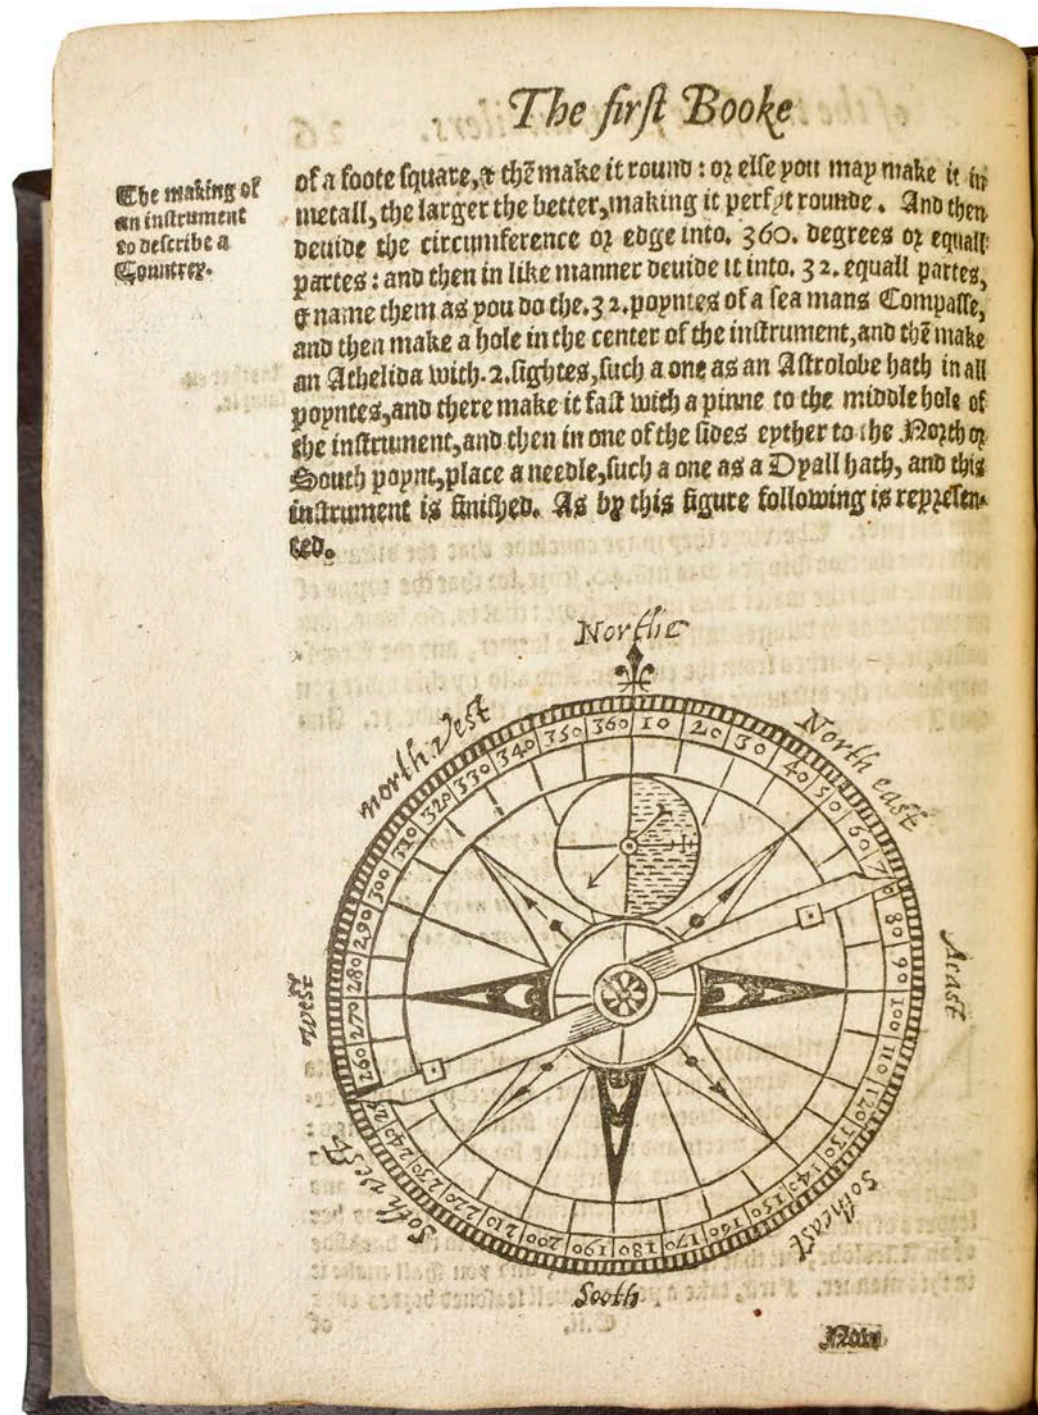 The first Booke
The making of
an instrument
to describe a
Countrey.
of a foote square, & thē make it round : or else you may make it in
metall, the larger the better, making it perfyt rounde. And then
deuide the circumference or edge into. 360. degrees or equall
partes : and then in like manner deuide it into. 32. equall partes,
& name them as you do the. 32. poyntes of a sea mans Compasse,
and then make a hole in the center of the instrument, and thē make
an Athelida with. 2. sightes, such a one as an Astrolobe hath in all
poyntes, and there make it fast with a pinne to the middle hole of
the instrument, and then in one of the sides eyther to the North or
South poynt, place a needle, such a one as a Dyall hath, and this
instrument is finished. As by this figure following is represen-
ted.
Northe
north vest
North east
360 10 20 30 40 50 60 7
80 90 100 110 120 130 140 150 160 170 180
190 200 210 220 230 240 25
260 270 280 290 300 310 320 330 340 350
Aeast
West
Soth vest
Sotheast
Sooth
Now